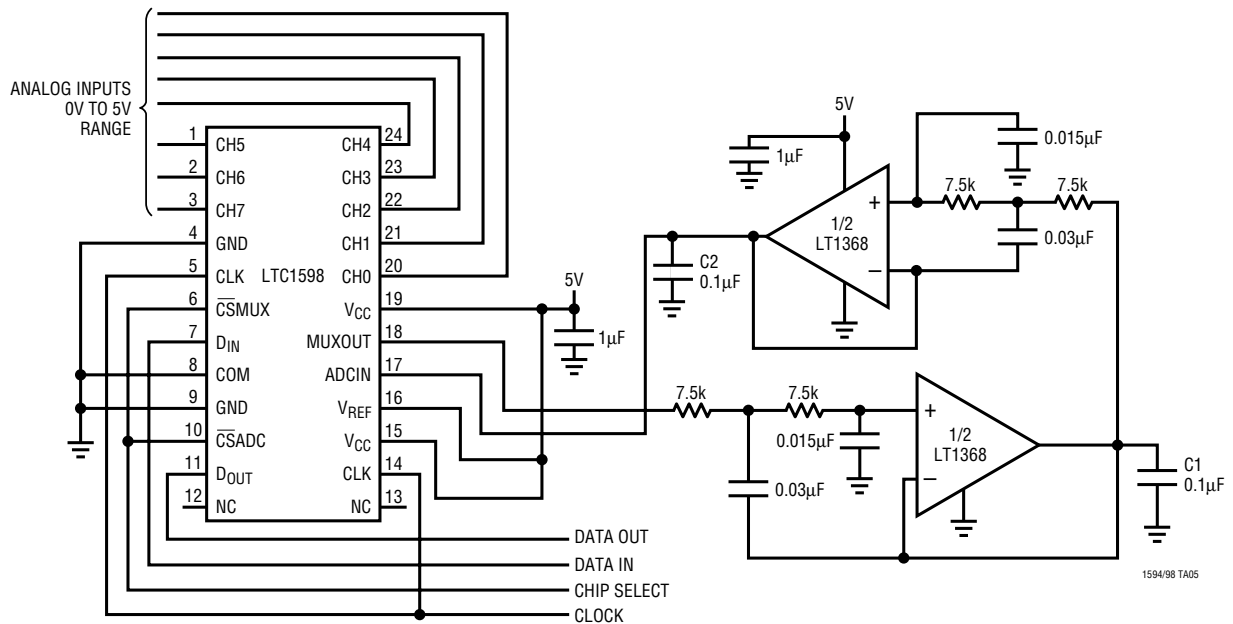 ANALOG INPUTS
0V TO 5V
RANGE
1
CH5
CH4
24
2
CH6
CH3
23
3
CH7
CH2
22
4
GND
CH1
21
5
CLK
LTC1598
CH0
20
6
CSMUX
VCC
19
7
DIN
MUXOUT
18
8
COM
ADCIN
17
9
GND
VREF
16
10
CSADC
VCC
15
11
DOUT
CLK
14
12
NC
NC
13
5V
1µF
5V
1µF
1/2
LT1368
+
–
0.015µF
7.5k
7.5k
0.03µF
C2
0.1µF
7.5k
7.5k
0.015µF
0.03µF
+
–
1/2
LT1368
C1
0.1µF
DATA OUT
DATA IN
CHIP SELECT
CLOCK
1594/98 TA05